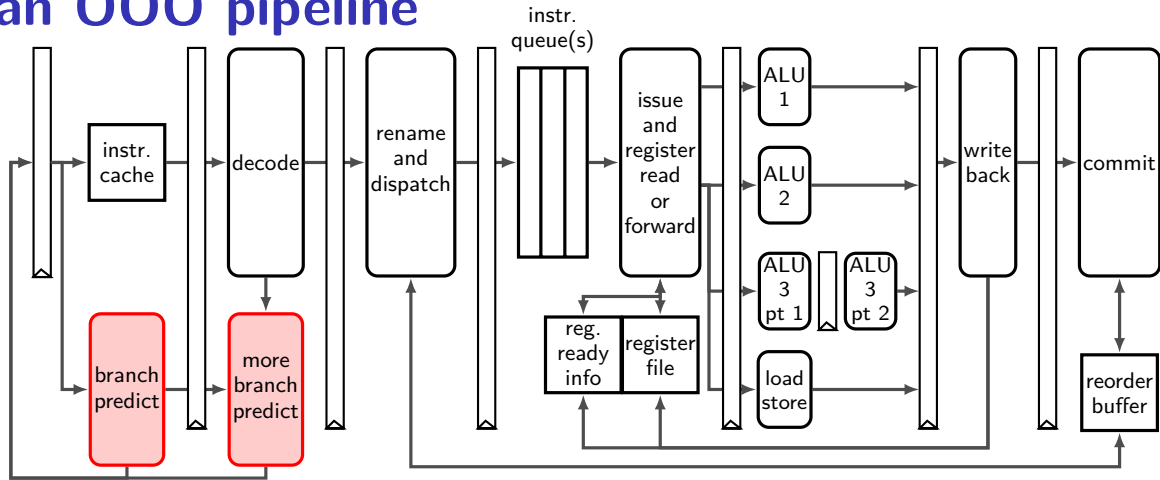 an OOO pipeline
instr.
queue(s)
instr.
cache
decode
rename
and
dispatch
issue
and
register
read
or
forward
ALU
1
ALU
2
ALU
3
pt 1
ALU
3
pt 2
load
store
write
back
commit
branch
predict
more
branch
predict
reg.
ready
info
register
file
reorder
buffer